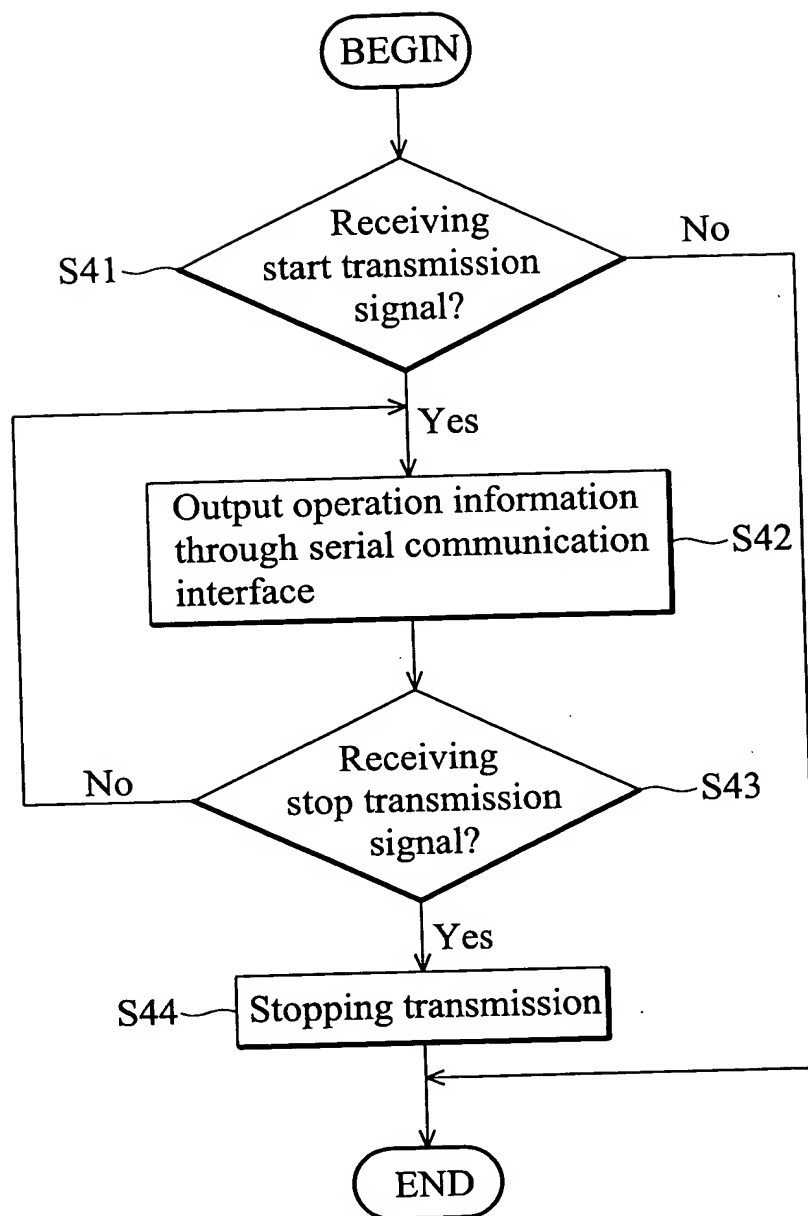 BEGIN
Receiving
start transmission
signal?
S41
No
Yes
Output operation information
through serial communication
interface
S42
Receiving
stop transmission
signal?
S43
No
Yes
S44
Stopping transmission
END